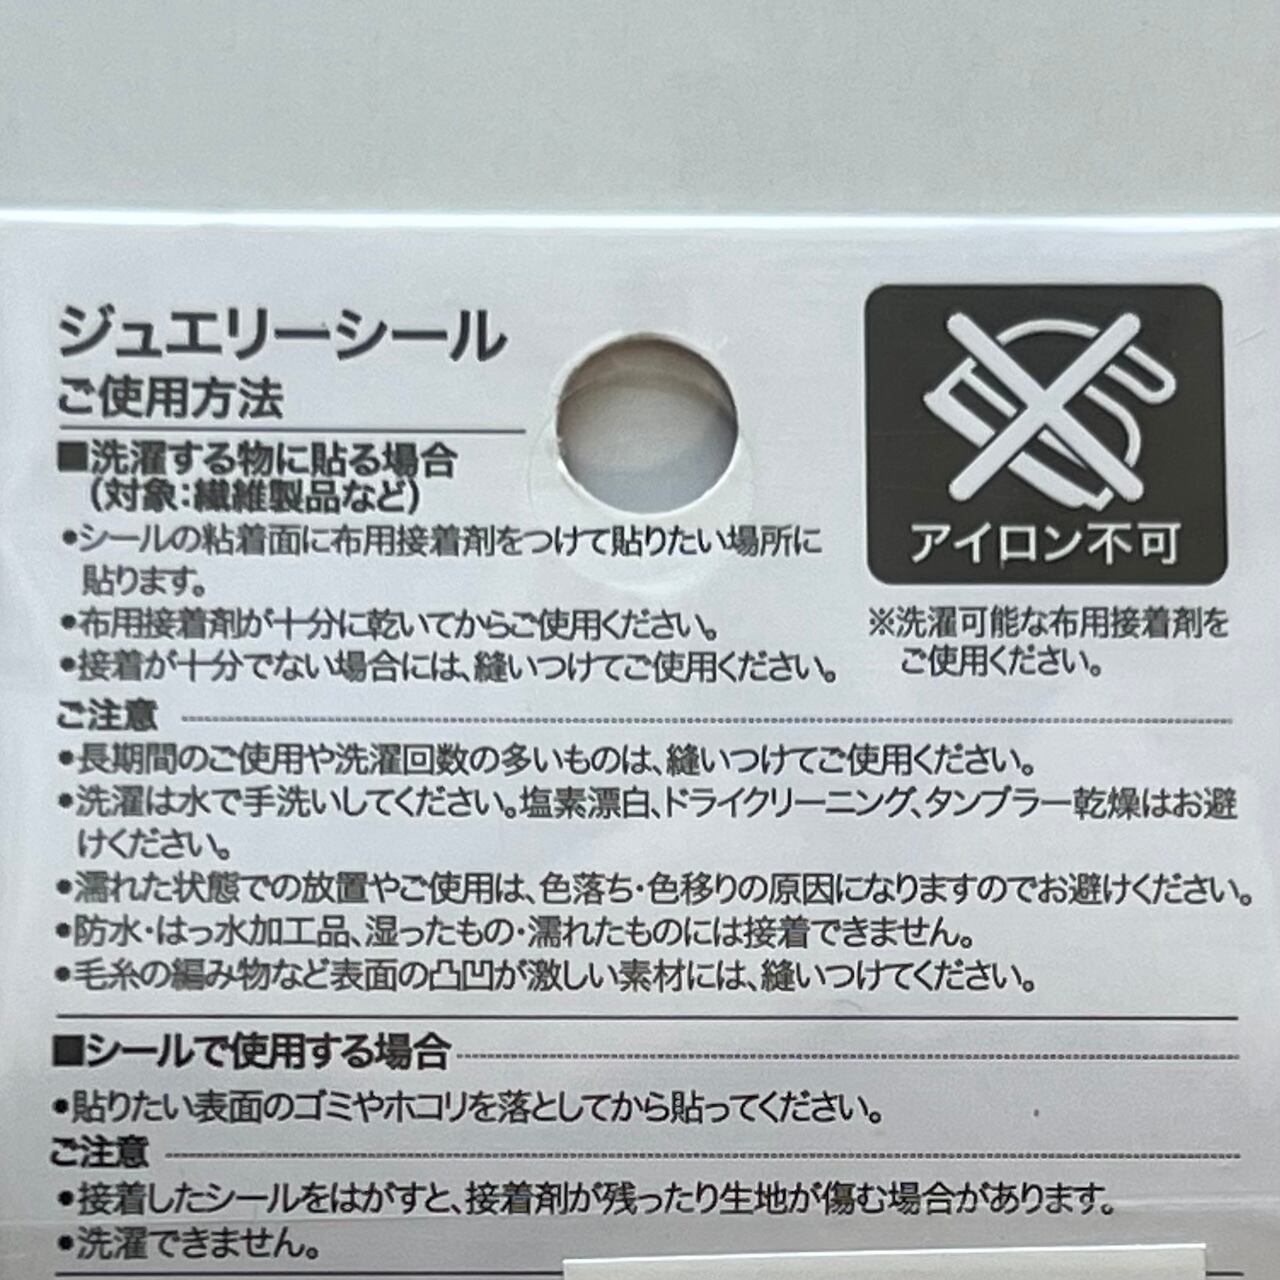 ジュエリーシール
ご使用方法
■洗濯する物に貼る場合
(対象:繊維製品など)
•シールの粘着面に布用接着剤をつけて貼りたい場所に
貼ります。
•布用接着剤が十分に乾いてからご使用ください。
•接着が十分でない場合には、縫いつけてご使用ください。
アイロン不可
※洗濯可能な布用接着剤を
ご使用ください。
ご注意
•長期間のご使用や洗濯回数の多いものは、縫いつけてご使用ください。
•洗濯は水で手洗いしてください。塩素漂白、ドライクリーニング、タンブラー乾燥はお避
けください。
•濡れた状態での放置やご使用は、色落ち・色移りの原因になりますのでお避けください。
•防水・はっ水加工品、湿ったもの・濡れたものには接着できません。
•毛糸の編み物など表面の凸凹が激しい素材には、縫いつけてください。
■シールで使用する場合
•貼りたい表面のゴミやホコリを落としてから貼ってください。
ご注意
•接着したシールをはがすと、接着剤が残ったり生地が傷む場合があります。
•洗濯できません。